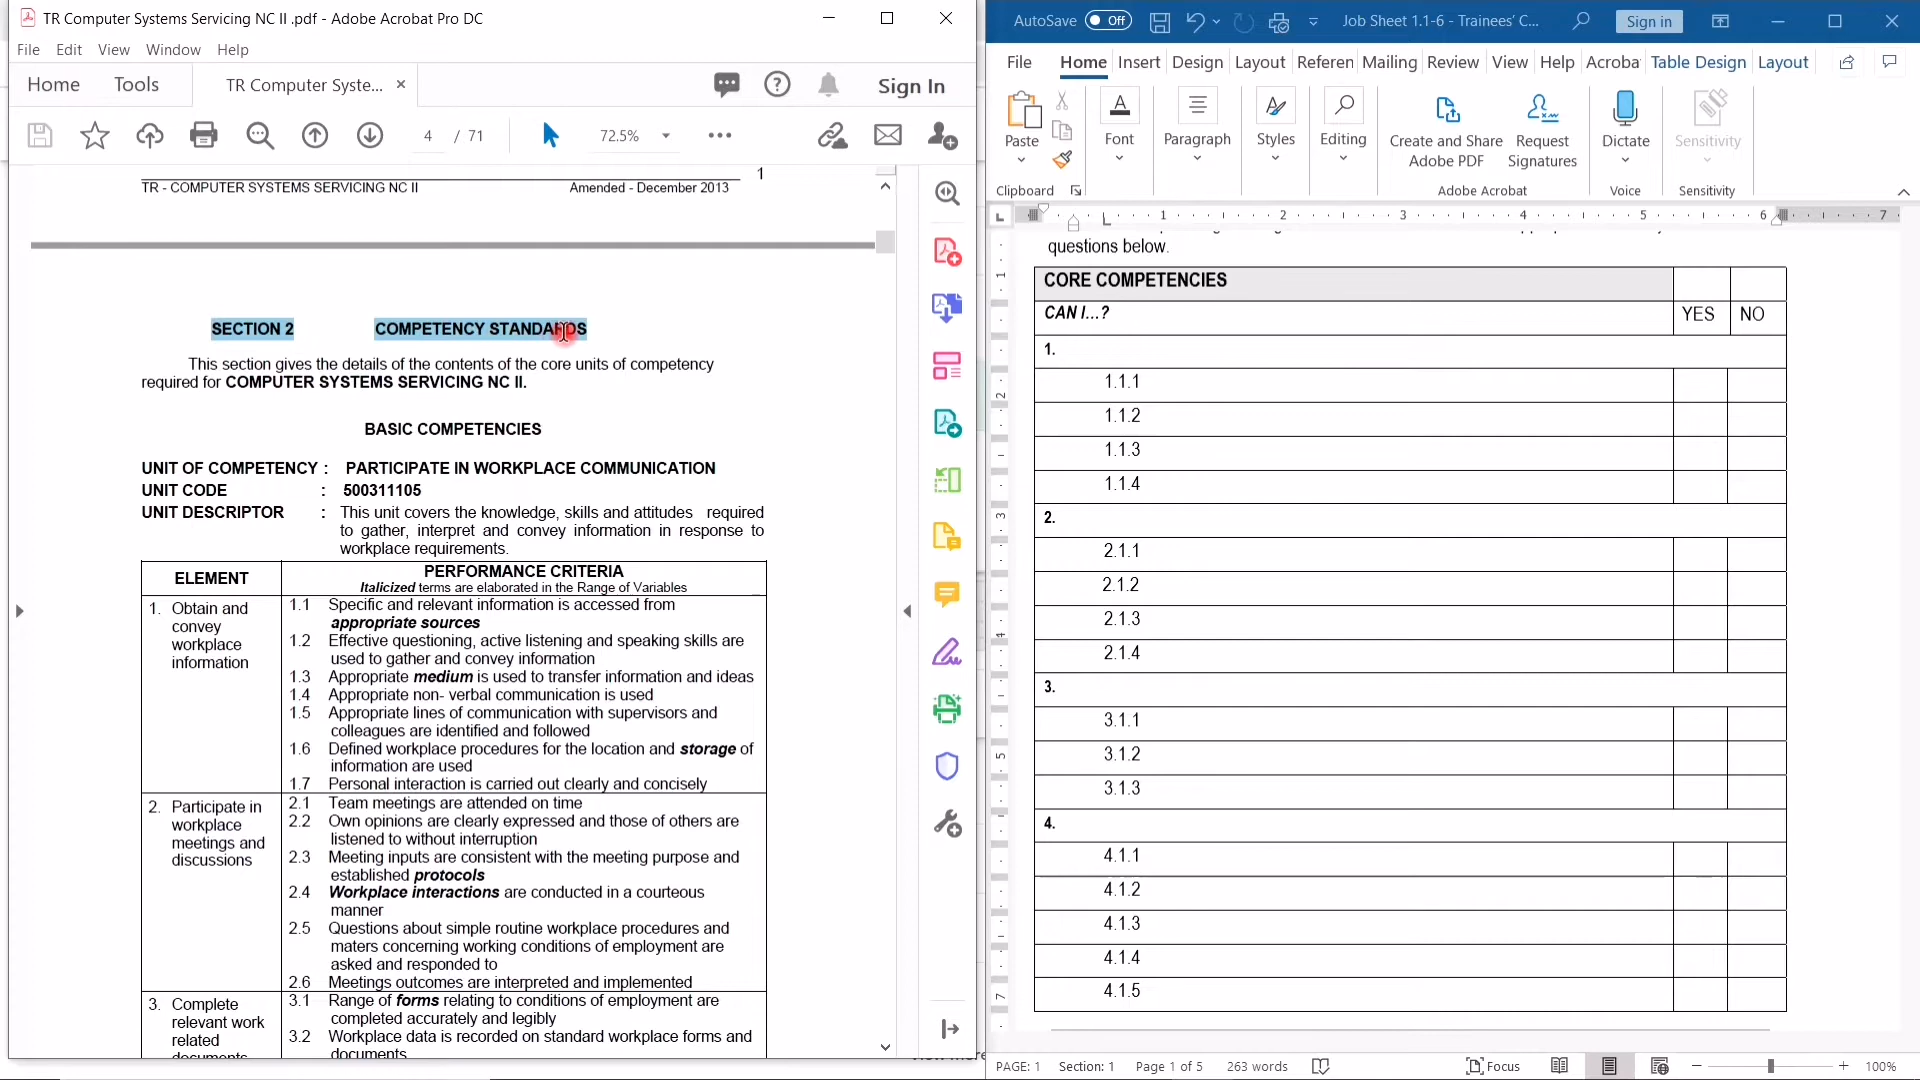 TR Computer Systems Servicing NC II .pdf - Adobe Acrobat Pro DC
File Edit View Window Help
Home Tools TR Computer Syste... × Sign In
4 / 71 72.5%
1
TR - COMPUTER SYSTEMS SERVICING NC II Amended - December 2013
SECTION 2 COMPETENCY STANDARDS
This section gives the details of the contents of the core units of competency
required for COMPUTER SYSTEMS SERVICING NC II.
BASIC COMPETENCIES
UNIT OF COMPETENCY : PARTICIPATE IN WORKPLACE COMMUNICATION
UNIT CODE : 500311105
UNIT DESCRIPTOR : This unit covers the knowledge, skills and attitudes required
to gather, interpret and convey information in response to
workplace requirements.
ELEMENT
PERFORMANCE CRITERIA
Italicized terms are elaborated in the Range of Variables
1. Obtain and
convey
workplace
information
1.1 Specific and relevant information is accessed from
appropriate sources
1.2 Effective questioning, active listening and speaking skills are
used to gather and convey information
1.3 Appropriate medium is used to transfer information and ideas
1.4 Appropriate non- verbal communication is used
1.5 Appropriate lines of communication with supervisors and
colleagues are identified and followed
1.6 Defined workplace procedures for the location and storage of
information are used
1.7 Personal interaction is carried out clearly and concisely
2. Participate in
workplace
meetings and
discussions
2.1 Team meetings are attended on time
2.2 Own opinions are clearly expressed and those of others are
listened to without interruption
2.3 Meeting inputs are consistent with the meeting purpose and
established protocols
2.4 Workplace interactions are conducted in a courteous
manner
2.5 Questions about simple routine workplace procedures and
maters concerning working conditions of employment are
asked and responded to
2.6 Meetings outcomes are interpreted and implemented
3. Complete
relevant work
related
documents
3.1 Range of forms relating to conditions of employment are
completed accurately and legibly
3.2 Workplace data is recorded on standard workplace forms and
documents
AutoSave Off Job Sheet 1.1-6 - Trainees' C... Sign in
File Home Insert Design Layout Referen Mailing Review View Help Acroba Table Design Layout
Paste Font Paragraph Styles Editing Create and Share Adobe PDF Request Signatures Dictate Sensitivity
Clipboard Adobe Acrobat Voice Sensitivity
1 2 3 4 5 6 7
questions below.
CORE COMPETENCIES
CAN I...? YES NO
1.
1.1.1
1.1.2
1.1.3
1.1.4
2.
2.1.1
2.1.2
2.1.3
2.1.4
3.
3.1.1
3.1.2
3.1.3
4.
4.1.1
4.1.2
4.1.3
4.1.4
4.1.5
PAGE: 1 Section: 1 Page 1 of 5 263 words Focus 100%